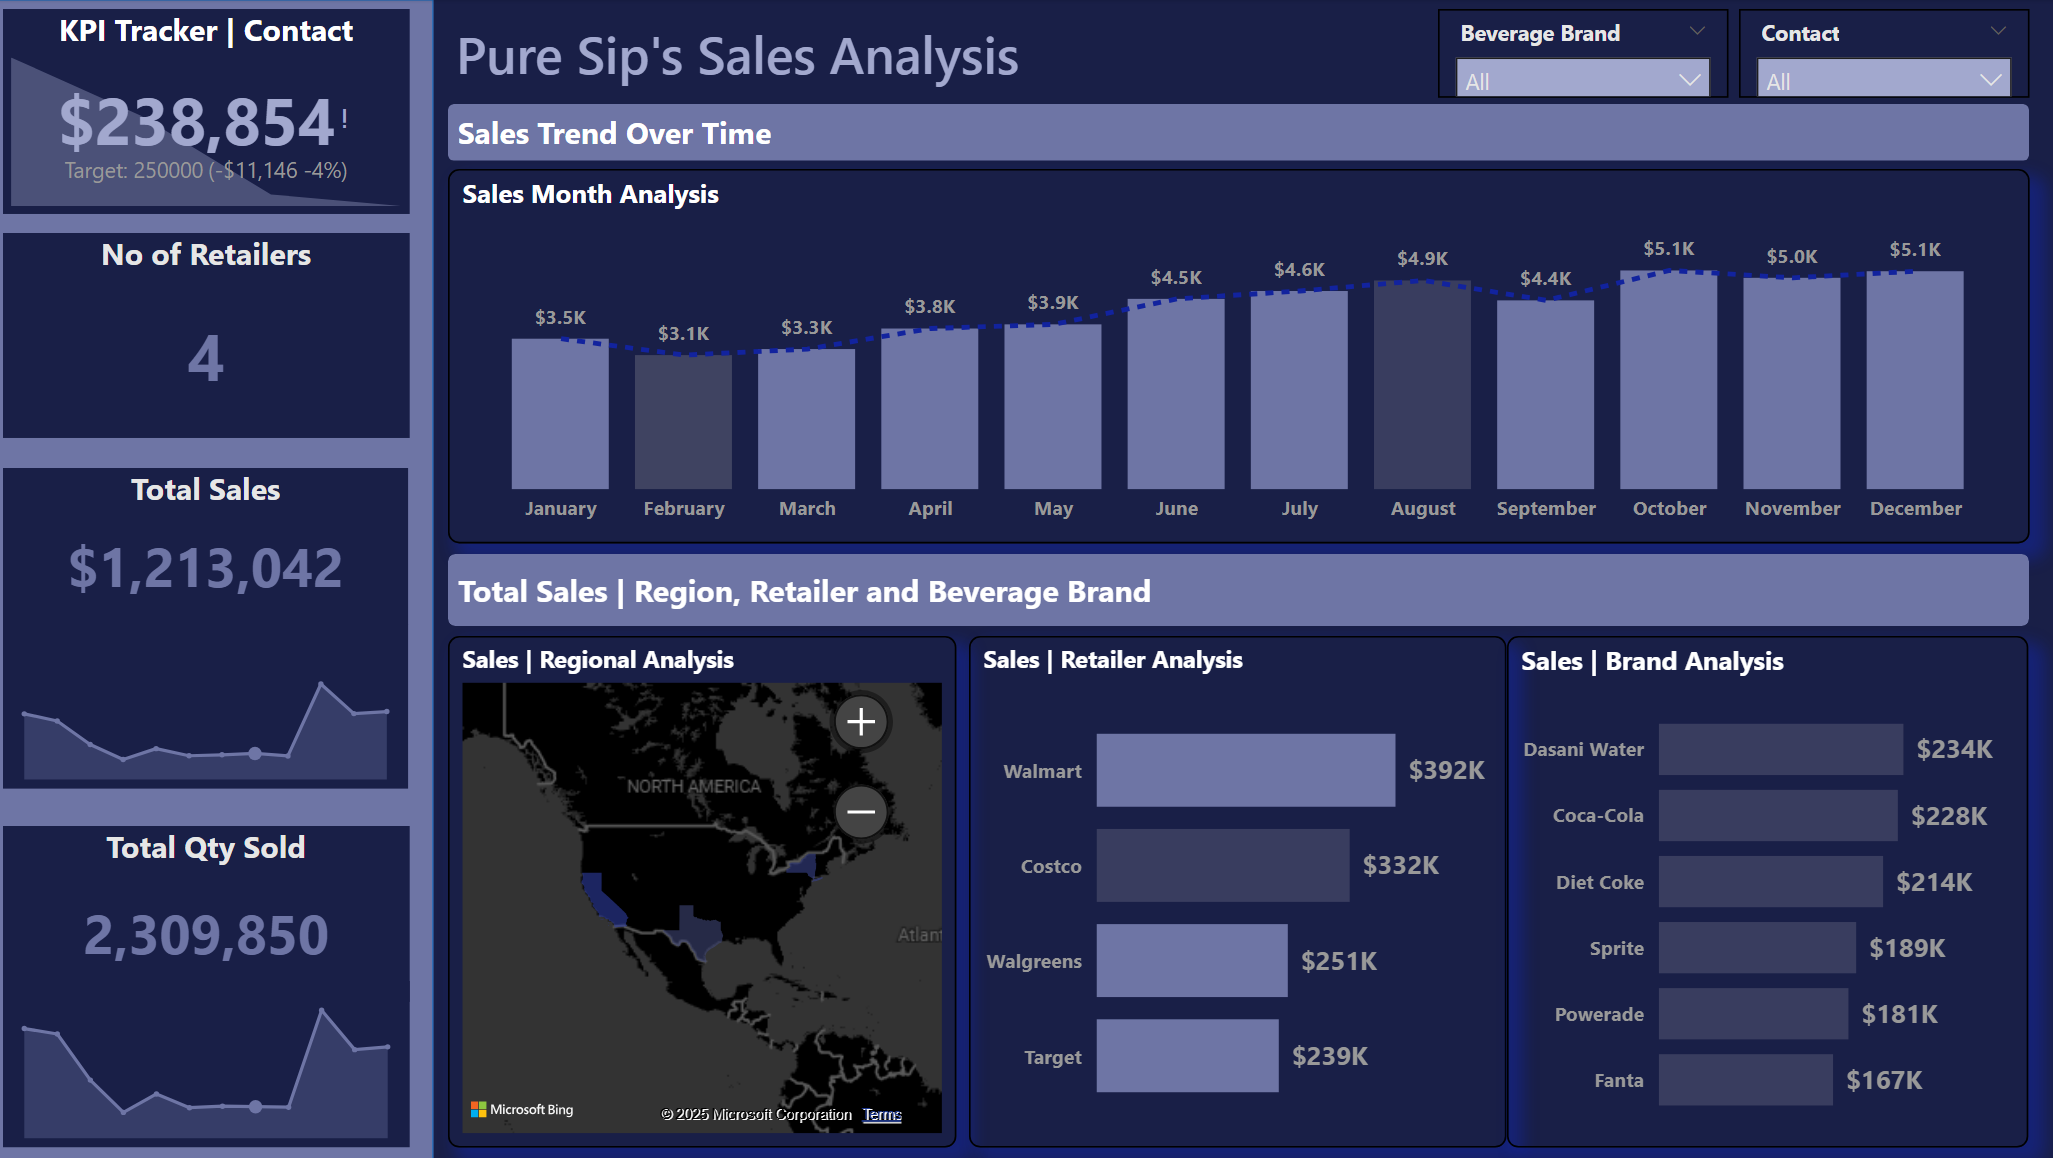 KPI Tracker | Contact
$238,854 !
Target: 250000 (-$11,146 -4%)
No of Retailers
4
Total Sales
$1,213,042
Total Qty Sold
2,309,850
Pure Sip's Sales Analysis
Beverage Brand
All
Contact
All
Sales Trend Over Time
Sales Month Analysis
$3.5K $3.1K $3.3K $3.8K $3.9K $4.5K $4.6K $4.9K $4.4K $5.1K $5.0K $5.1K
January February March April May June July August September October November December
Total Sales | Region, Retailer and Beverage Brand
Sales | Regional Analysis
NORTH AMERICA
Atlant
Microsoft Bing
© 2025 Microsoft Corporation Terms
Sales | Retailer Analysis
Walmart $392K
Costco $332K
Walgreens $251K
Target $239K
Sales | Brand Analysis
Dasani Water $234K
Coca-Cola $228K
Diet Coke $214K
Sprite $189K
Powerade $181K
Fanta $167K